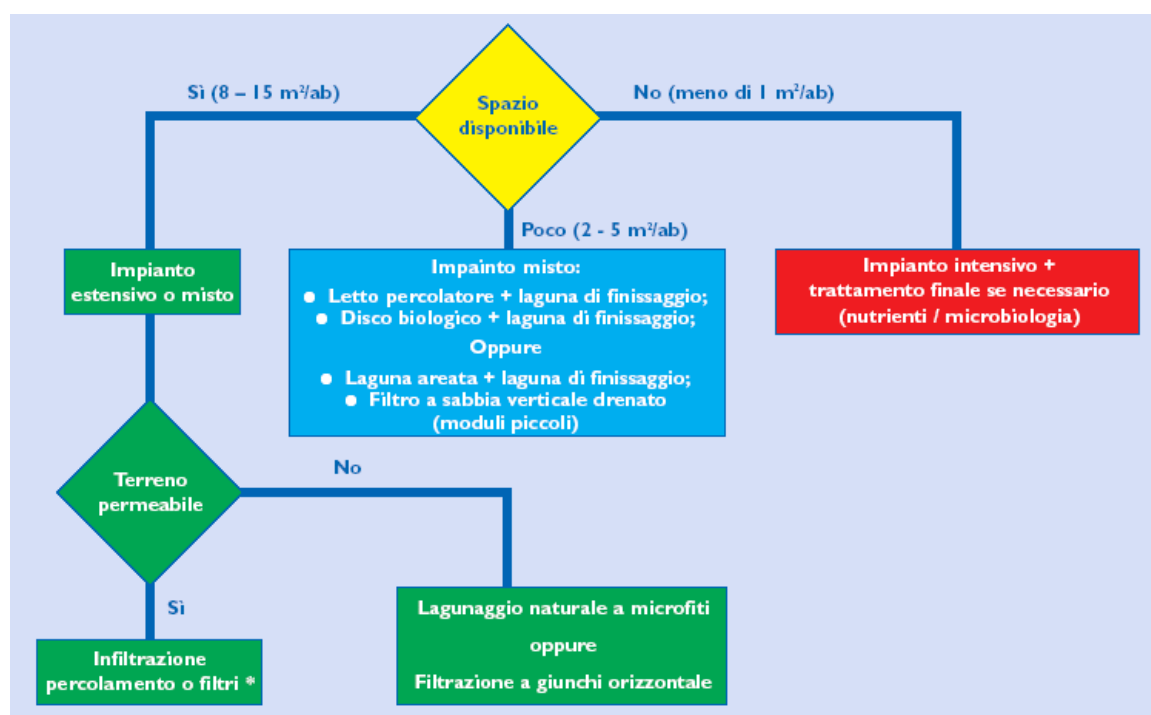 Sì (8 – 15 m²/ab)
Spazio
disponibile
No (meno di 1 m²/ab)
Poco (2 - 5 m²/ab)
Impianto
estensivo o misto
Impainto misto:
● Letto percolatore + laguna di finissaggio;
● Disco biologico + laguna di finissaggio;
Oppure
● Laguna areata + laguna di finissaggio;
● Filtro a sabbia verticale drenato
(moduli piccoli)
Impianto intensivo +
trattamento finale se necessario
(nutrienti / microbiologia)
Terreno
permeabile
No
Sì
Infiltrazione
percolamento o filtri *
Lagunaggio naturale a microfiti
oppure
Filtrazione a giunchi orizzontale